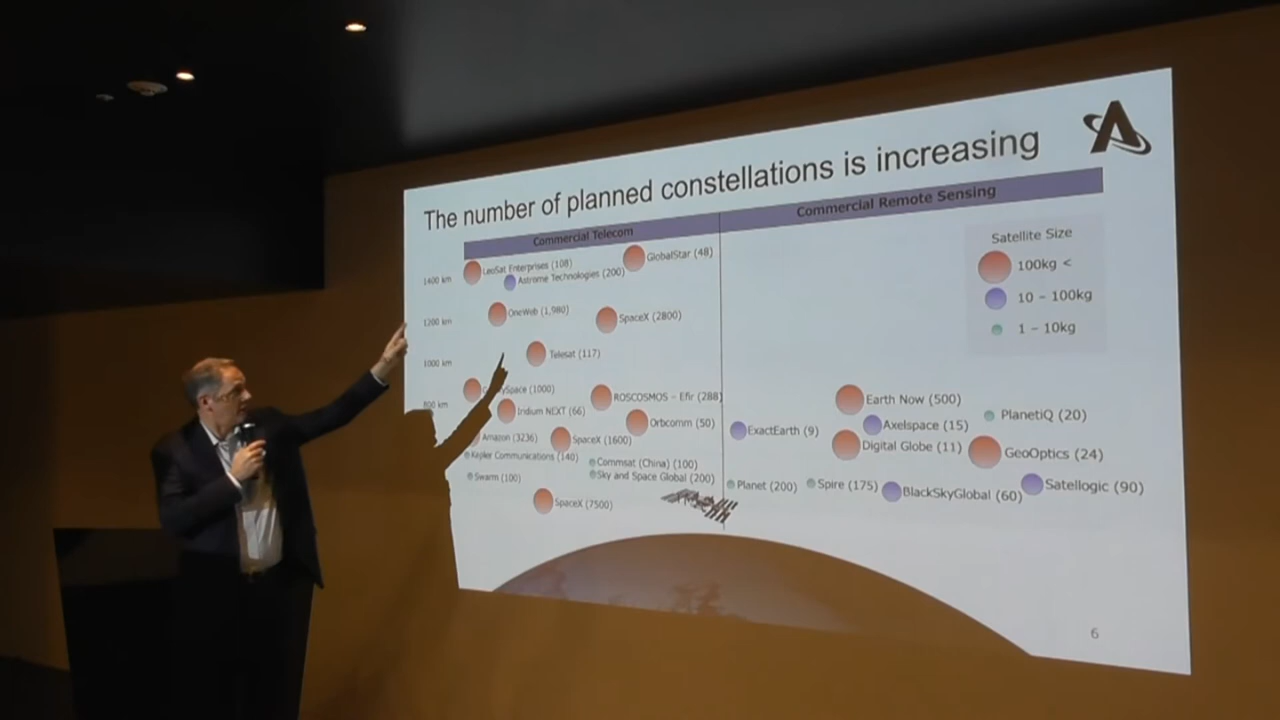 The number of planned constellations is increasing
Commercial Telecom
Commercial Remote Sensing
Satellite Size
100kg <
10 – 100kg
1 – 10kg
1400 km
LeoSat Enterprises (108)
GlobalStar (48)
Astrome Technologies (200)
1200 km
OneWeb (1,980)
SpaceX (2800)
1000 km
Telesat (117)
800 km
(1000)
ROSCOSMOS – Efir (288)
Iridium NEXT (66)
Orbcomm (50)
Amazon (3236)
SpaceX (1600)
Kepler Communications (140)
Commsat (China) (100)
Swarm (100)
Sky and Space Global (200)
SpaceX (7500)
Earth Now (500)
PlanetiQ (20)
ExactEarth (9)
Axelspace (15)
Digital Globe (11)
GeoOptics (24)
Planet (200)
Spire (175)
BlackSkyGlobal (60)
Satellogic (90)
6